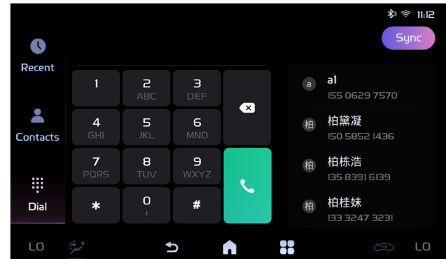 11:12
Sync
Recent
Contacts
Dial
1
2
ABC
3
DEF
4
GHI
5
JKL
6
MNO
7
PQRS
8
TUV
9
WXYZ
*
0
+
#
a
al
155 0629 7570
柏
柏黛凝
150 5852 1436
柏
柏栋浩
135 8391 6139
柏
柏桂妹
133 3247 3231
LO
LO